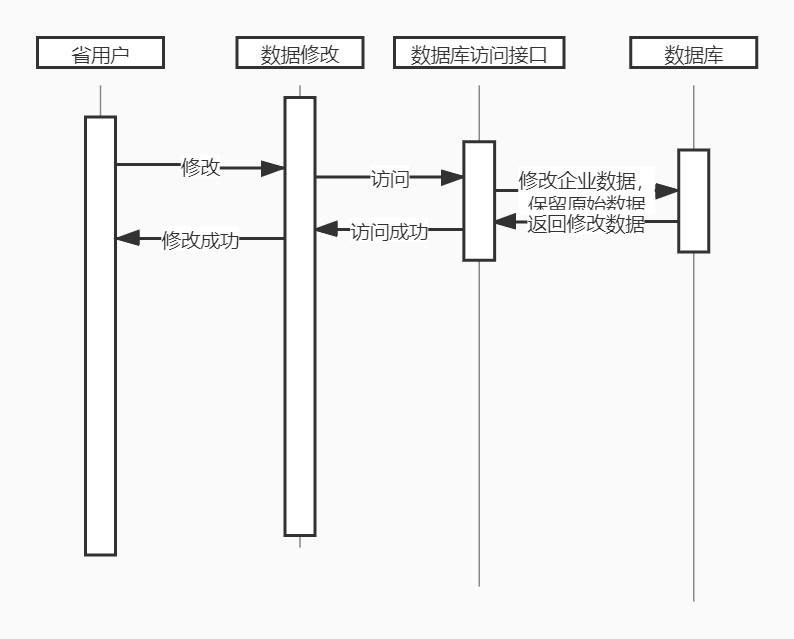 省用户
数据修改
数据库访问接口
数据库
修改
访问
修改企业数据，
保留原始数据
返回修改数据
访问成功
修改成功